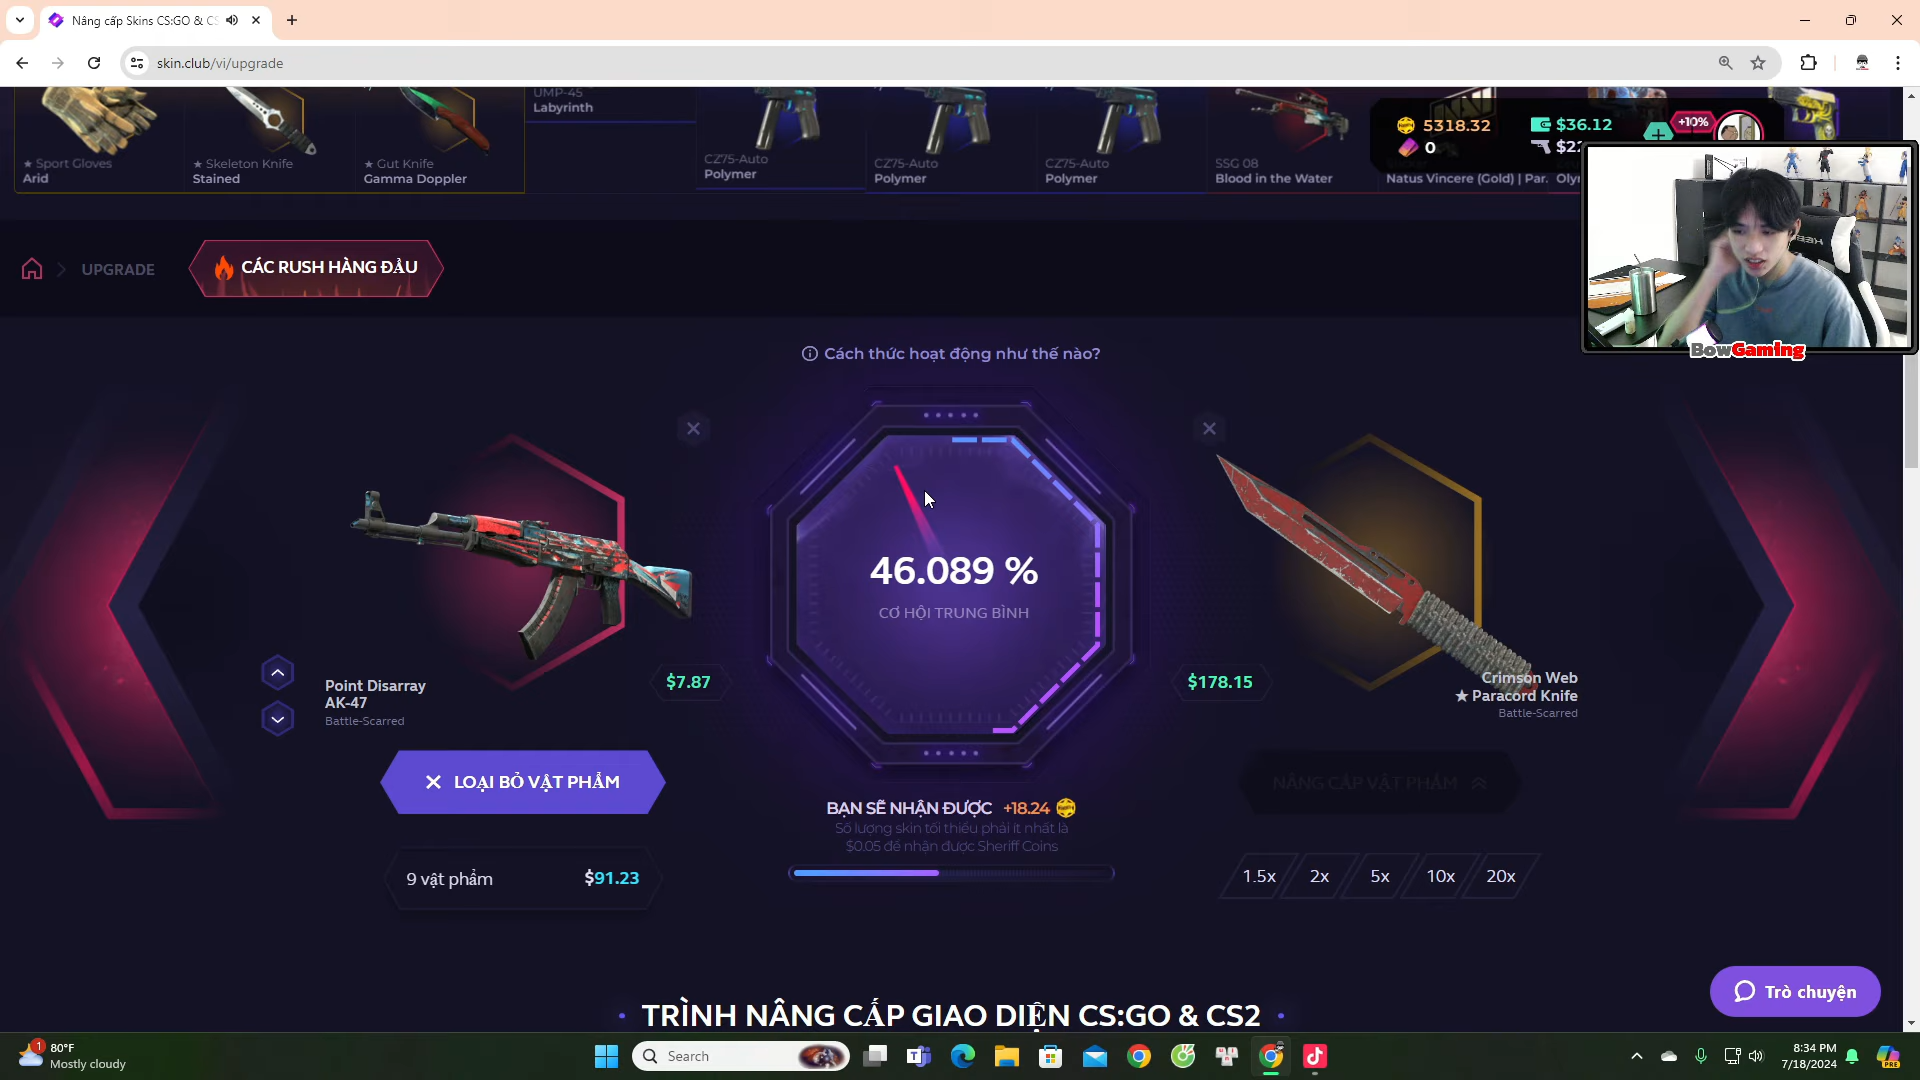 Nâng cấp Skins CS:GO & CS
skin.club/vi/upgrade
★ Sport Gloves
Arid
★ Skeleton Knife
Stained
★ Gut Knife
Gamma Doppler
UMP-45
Labyrinth
CZ75-Auto
Polymer
CZ75-Auto
Polymer
CZ75-Auto
Polymer
SSG 08
Blood in the Water
Natus Vincere (Gold) | Par.
5318.32
$36.12
+10%
0
BowGaming
UPGRADE
CÁC RUSH HÀNG ĐẦU
Cách thức hoạt động như thế nào?
46.089 %
CƠ HỘI TRUNG BÌNH
Point Disarray
AK-47
Battle-Scarred
$7.87
$178.15
Crimson Web
★ Paracord Knife
Battle-Scarred
LOẠI BỎ VẬT PHẨM
BẠN SẼ NHẬN ĐƯỢC +18.24
Số lượng skin tối thiểu phải ít nhất là
$0.05 để nhận được Sheriff Coins
NÂNG CẤP VẬT PHẨM
9 vật phẩm $91.23
1.5x 2x 5x 10x 20x
Trò chuyện
TRÌNH NÂNG CẤP GIAO DIỆN CS:GO & CS2
1
80°F
Mostly cloudy
Search
8:34 PM
7/18/2024